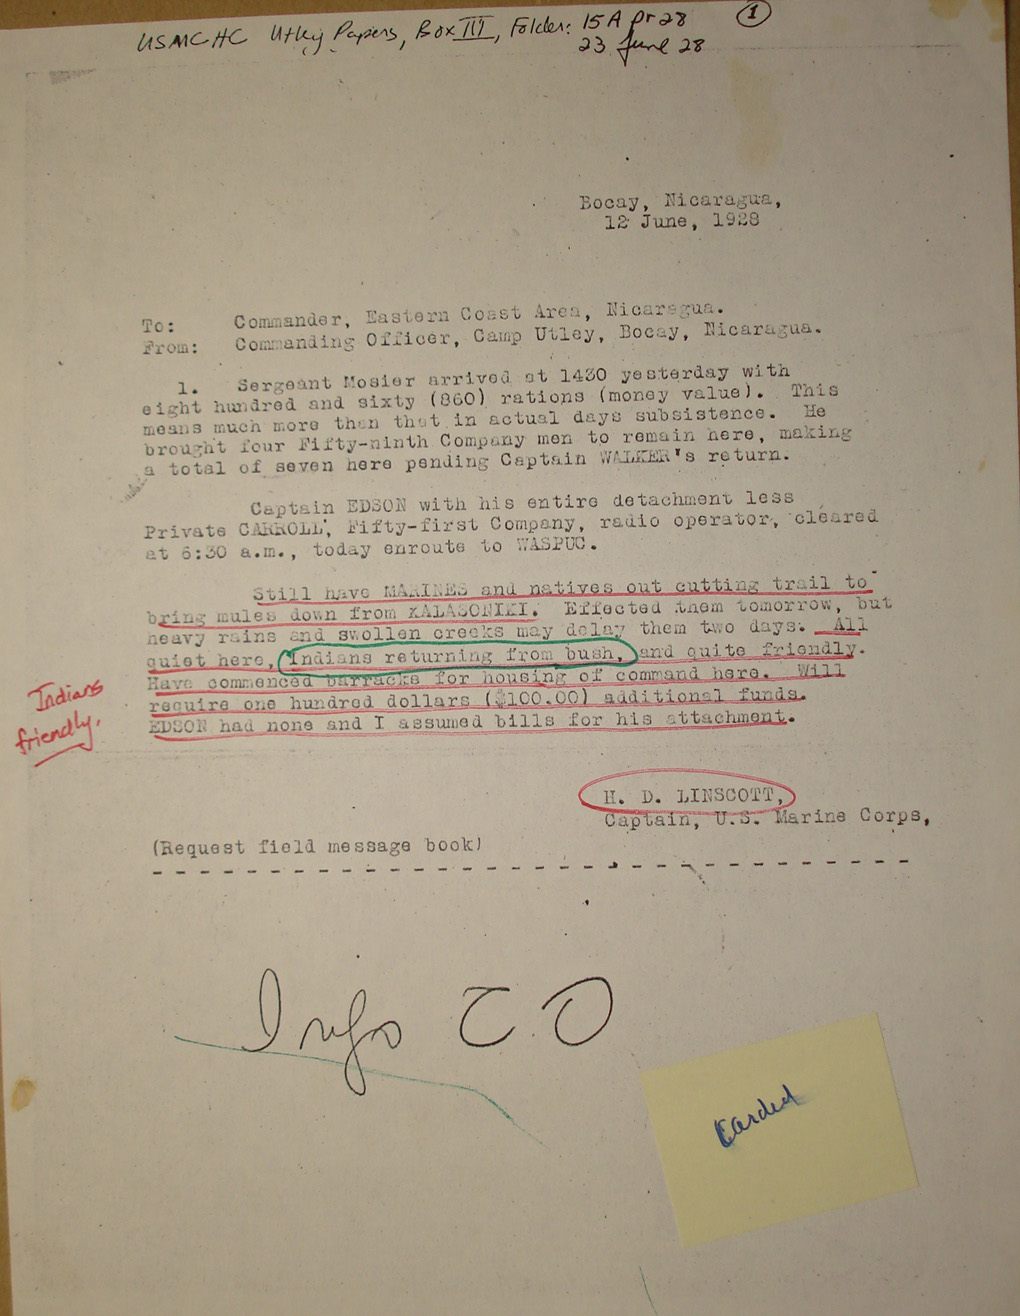 USMCHC Utley Papers, Box III, Folder: 15 Apr 28 1
23 June 28
Bocay, Nicaragua,
12 June, 1928
To: Commander, Eastern Coast Area, Nicaragua.
From: Commanding Officer, Camp Utley, Bocay, Nicaragua.
1. Sergeant Mosier arrived at 1430 yesterday with
eight hundred and sixty (860) rations (money value). This
means much more than that in actual days subsistence. He
brought four Fifty-ninth Company men to remain here, making
a total of seven here pending Captain WALKER's return.
Captain EDSON with his entire detachment less
Private CARROLL, Fifty-first Company, radio operator, cleared
at 6:30 a.m., today enroute to WASPUC.
Still have MARINES and natives out cutting trail to
bring mules down from KALASONIKI. Effected them tomorrow, but
heavy rains and swollen creeks may delay them two days. All
quiet here, Indians returning from bush, and quite friendly.
Have commenced barracks for housing of command here. Will
require one hundred dollars ($100.00) additional funds.
EDSON had none and I assumed bills for his attachment.
Indians
friendly.
H. D. LINSCOTT,
Captain, U.S. Marine Corps,
(Request field message book)
Info CO
Carded